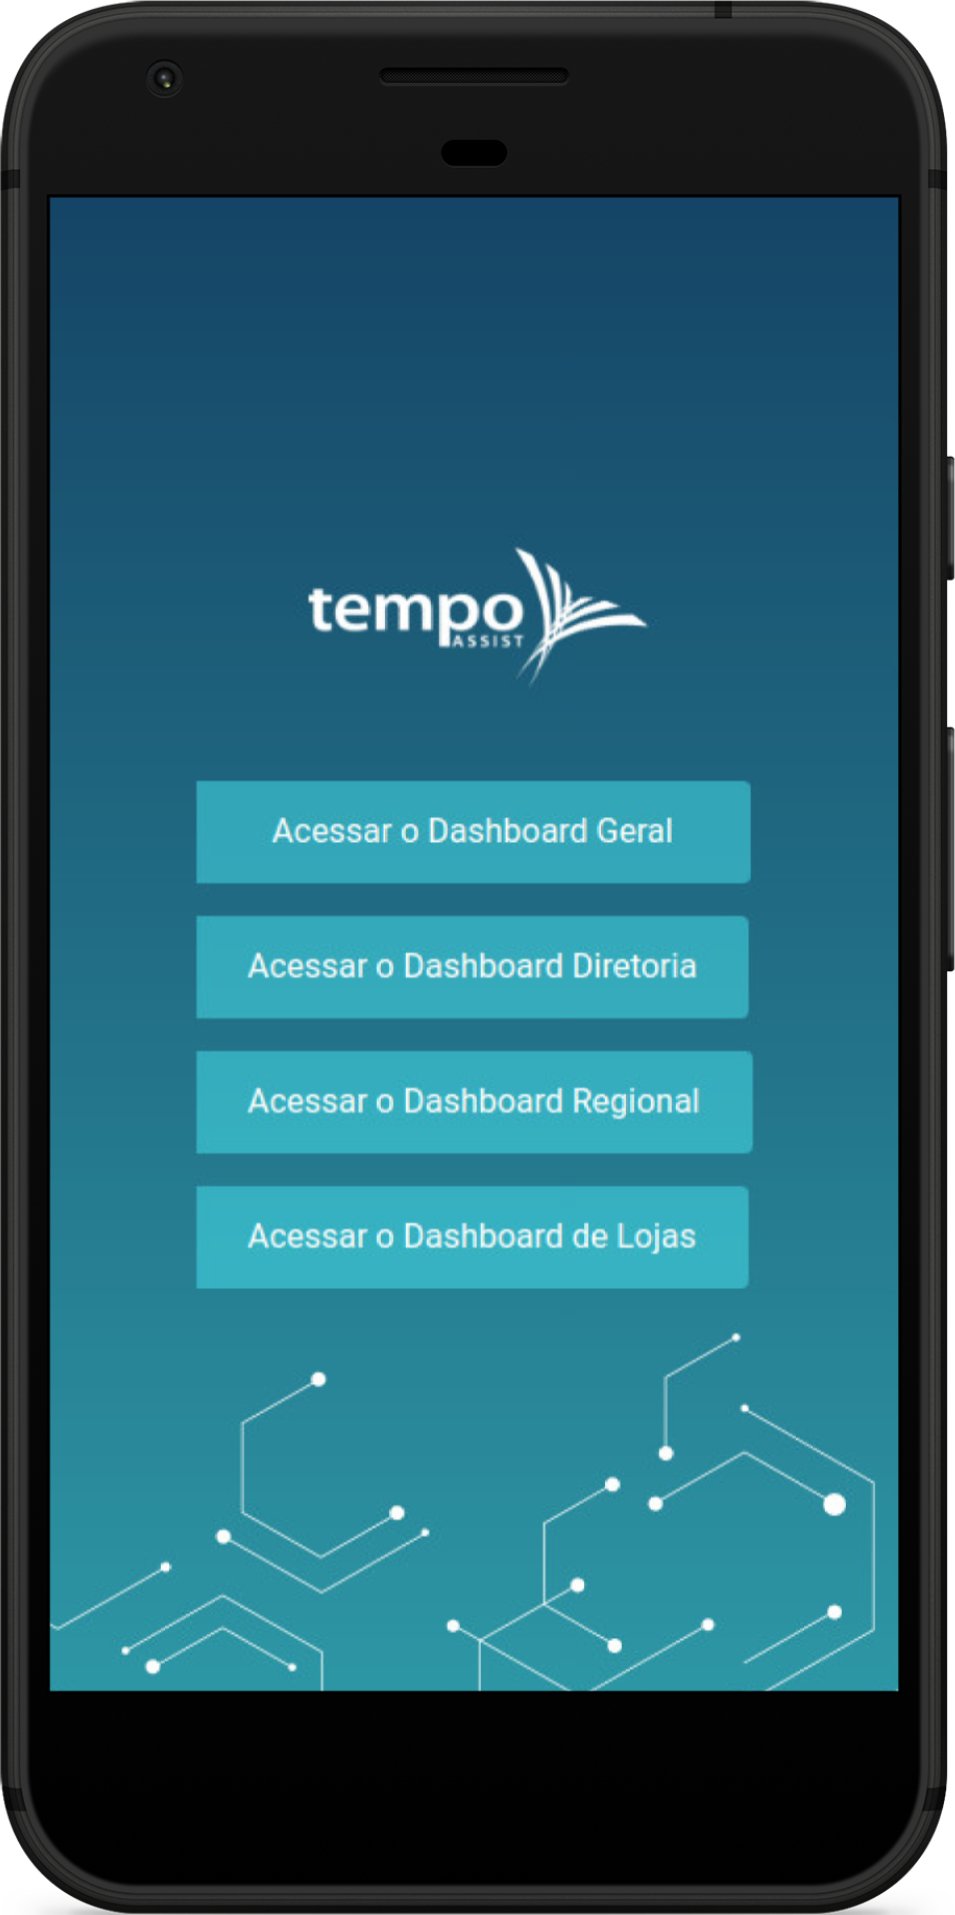 tempo
ASSIST
Acessar o Dashboard Geral
Acessar o Dashboard Diretoria
Acessar o Dashboard Regional
Acessar o Dashboard de Lojas